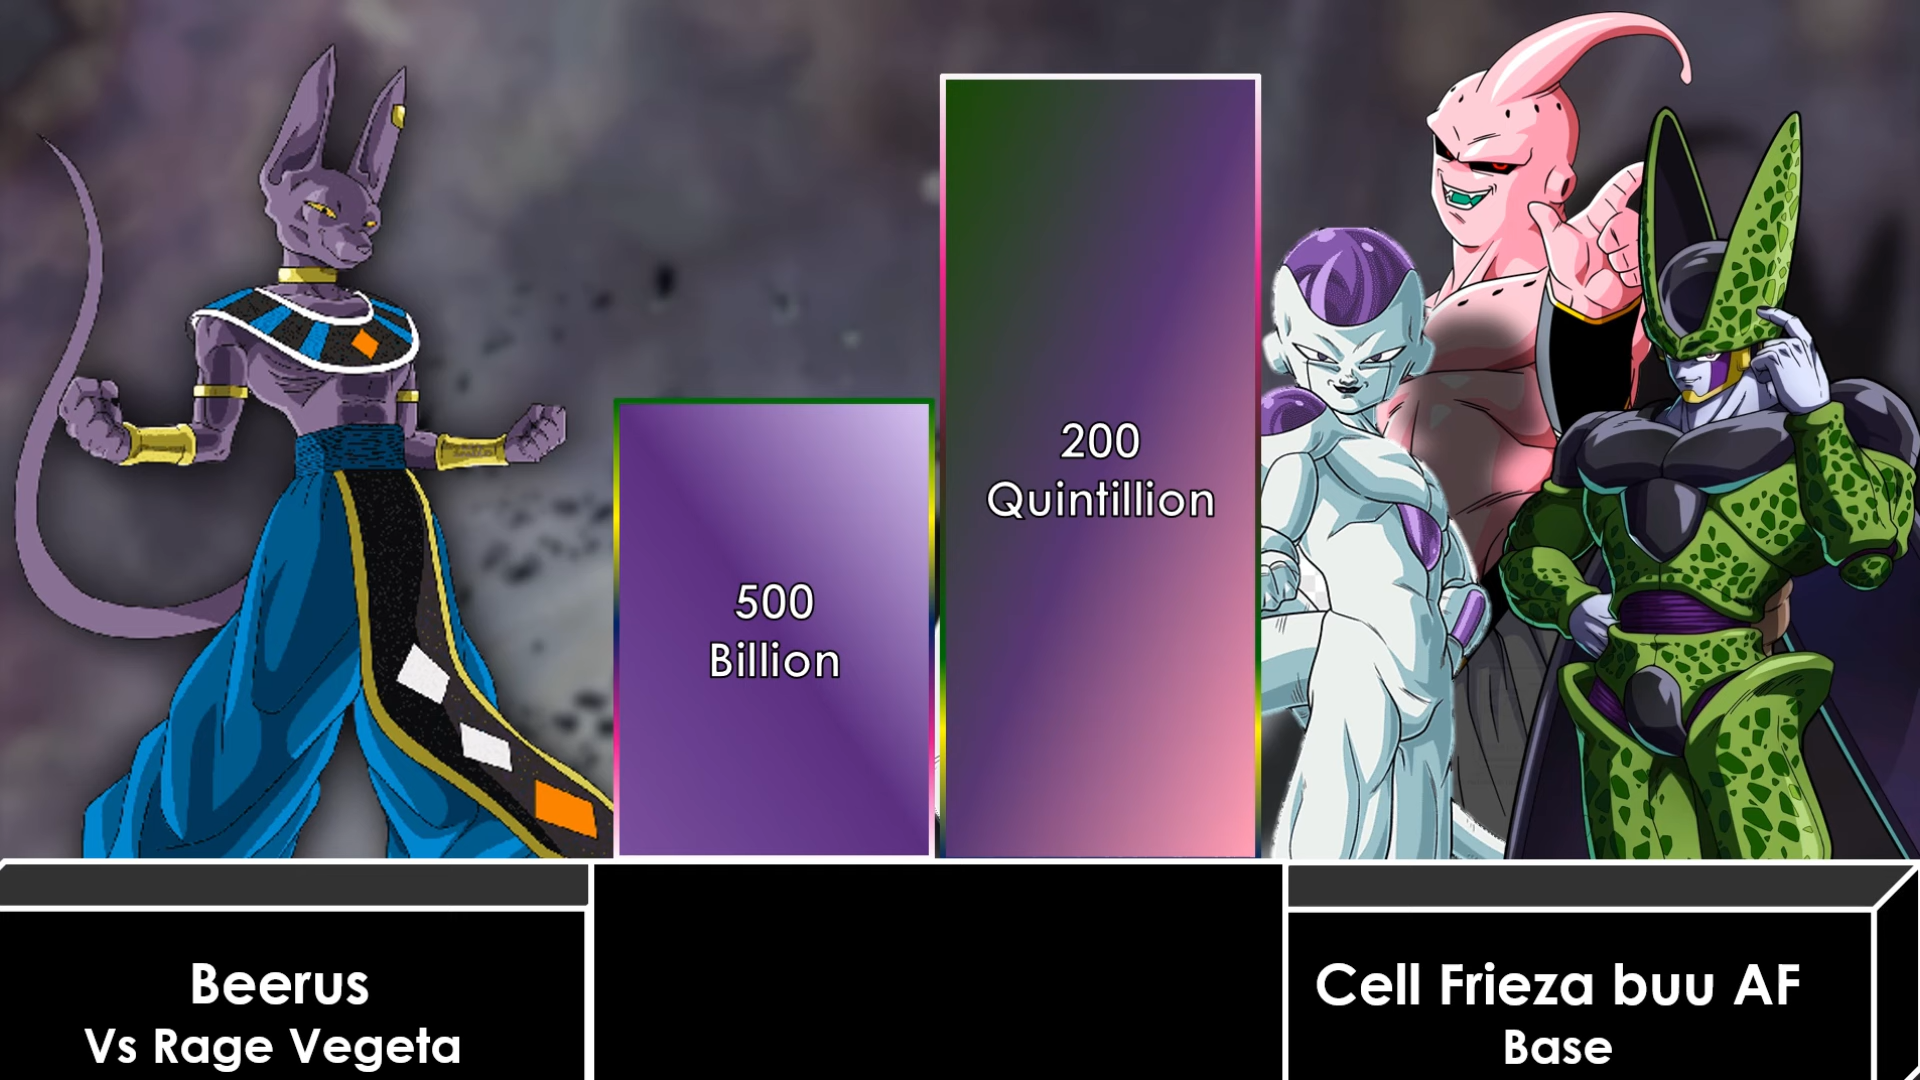 500
Billion
200
Quintillion
Beerus
Vs Rage Vegeta
Cell Frieza buu AF
Base